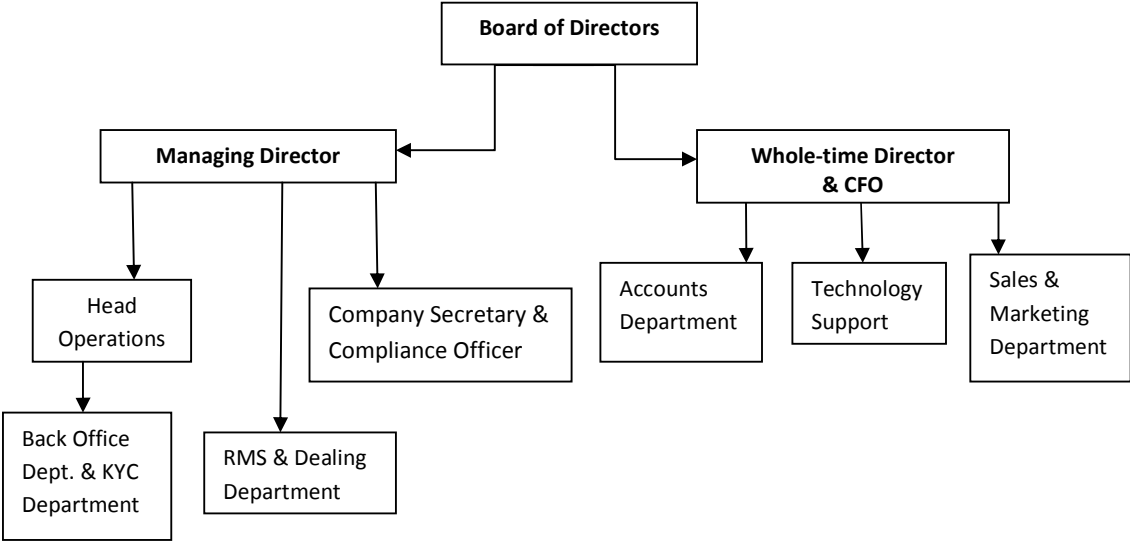 Board of Directors
Managing Director
Whole-time Director
& CFO
Head
Operations
Company Secretary &
Compliance Officer
Accounts
Department
Technology
Support
Sales &
Marketing
Department
Back Office
Dept. & KYC
Department
RMS & Dealing
Department